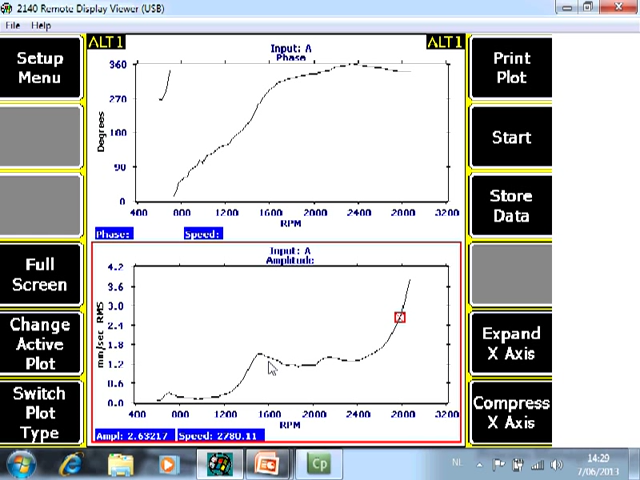 2140 Remote Display Viewer (USB)
File Help
Setup
Menu
Full
Screen
Change
Active
Plot
Switch
Plot
Type
ALT1
ALT1
Input: A
Phase
Degrees
360
270
180
90
0
400 800 1200 1600 2000 2400 2800 3200
RPM
Phase: Speed:
Input: A
Amplitude
mm/sec RMS
4.2
3.6
3.0
2.4
1.8
1.2
0.6
0.0
400 800 1200 1600 2000 2400 2800 3200
RPM
Ampl: 2.63217 Speed: 2780.11
Print
Plot
Start
Store
Data
Expand
X Axis
Compress
X Axis
Cp
NL
14:29
7/06/2013